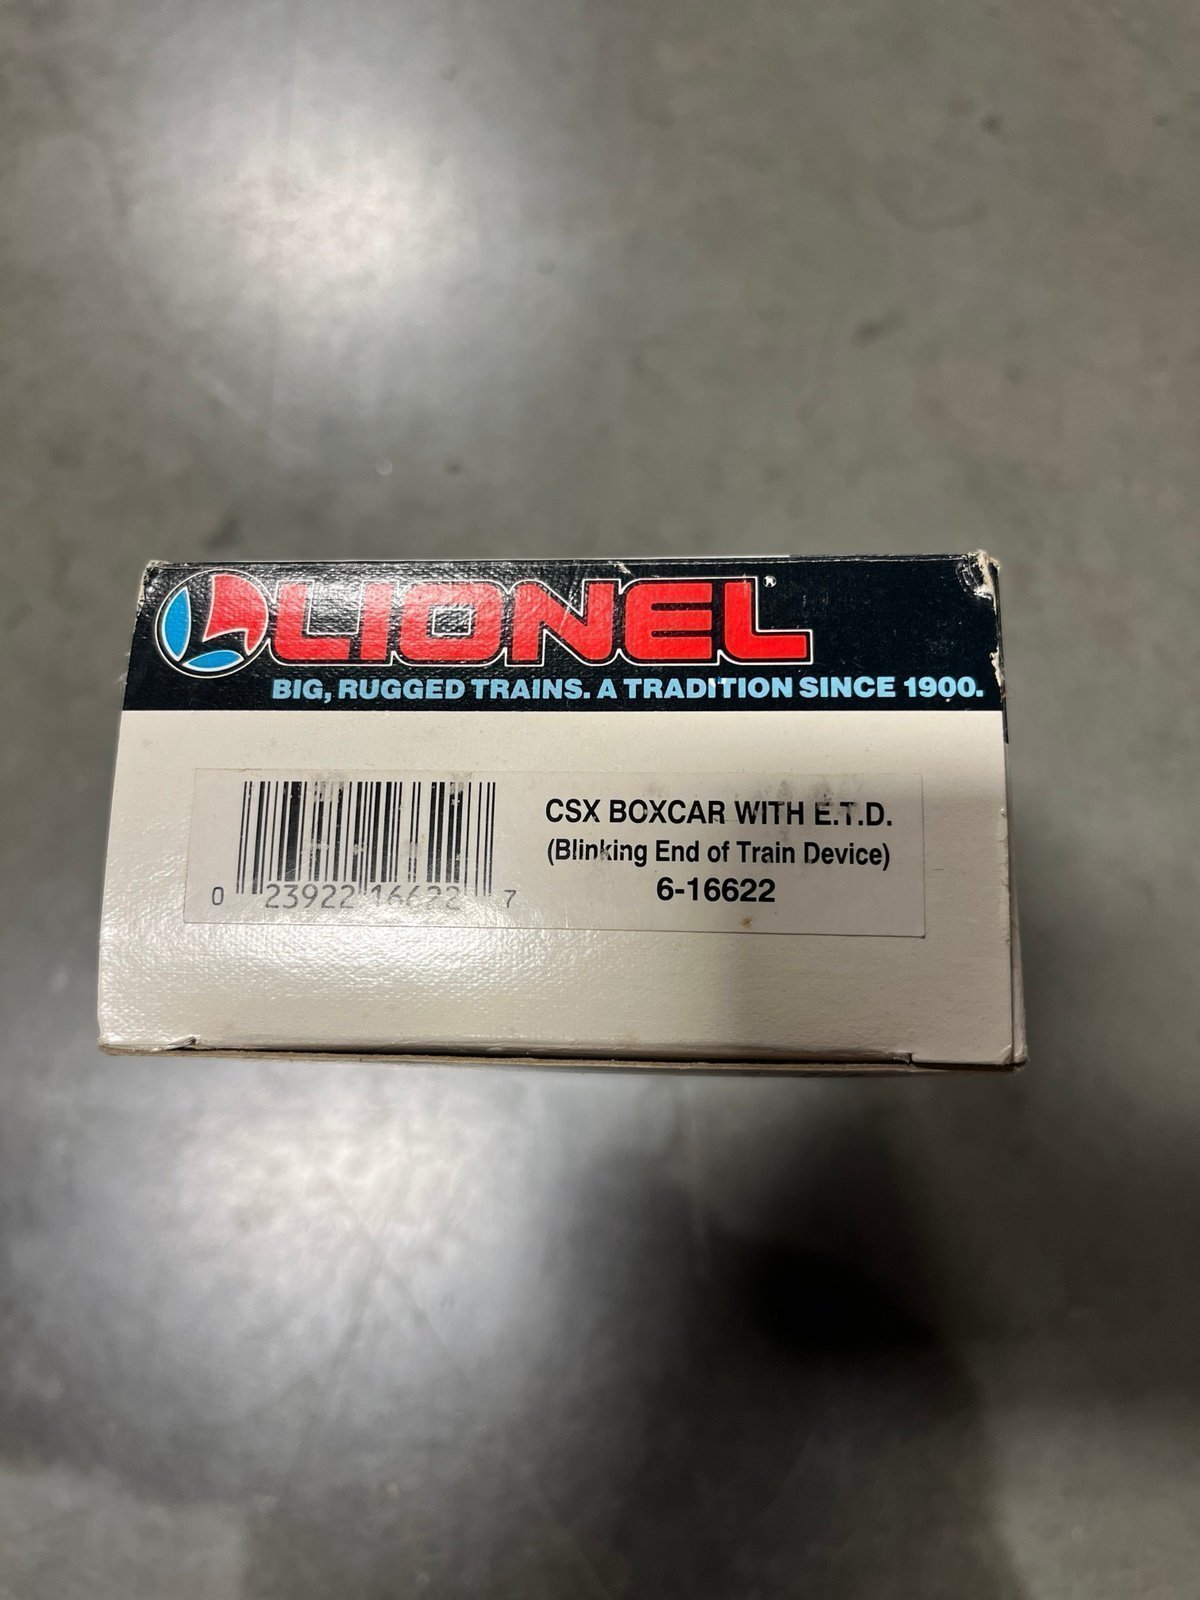 LIONEL®
BIG, RUGGED TRAINS. A TRADITION SINCE 1900.
CSX BOXCAR WITH E.T.D.
(Blinking End of Train Device)
6-16622
0 23922 16622 7